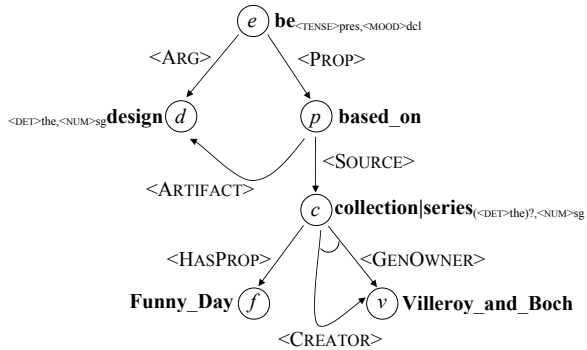 e be<TENSE>pres,<MOOD>dcl
<ARG> <PROP>
<DET>the,<NUM>sg design d p based_on
<ARTIFACT> <SOURCE>
c collection|series(<DET>the)?,<NUM>sg
<HASPROP> <GENOWNER>
Funny_Day f v Villeroy_and_Boch
<CREATOR>